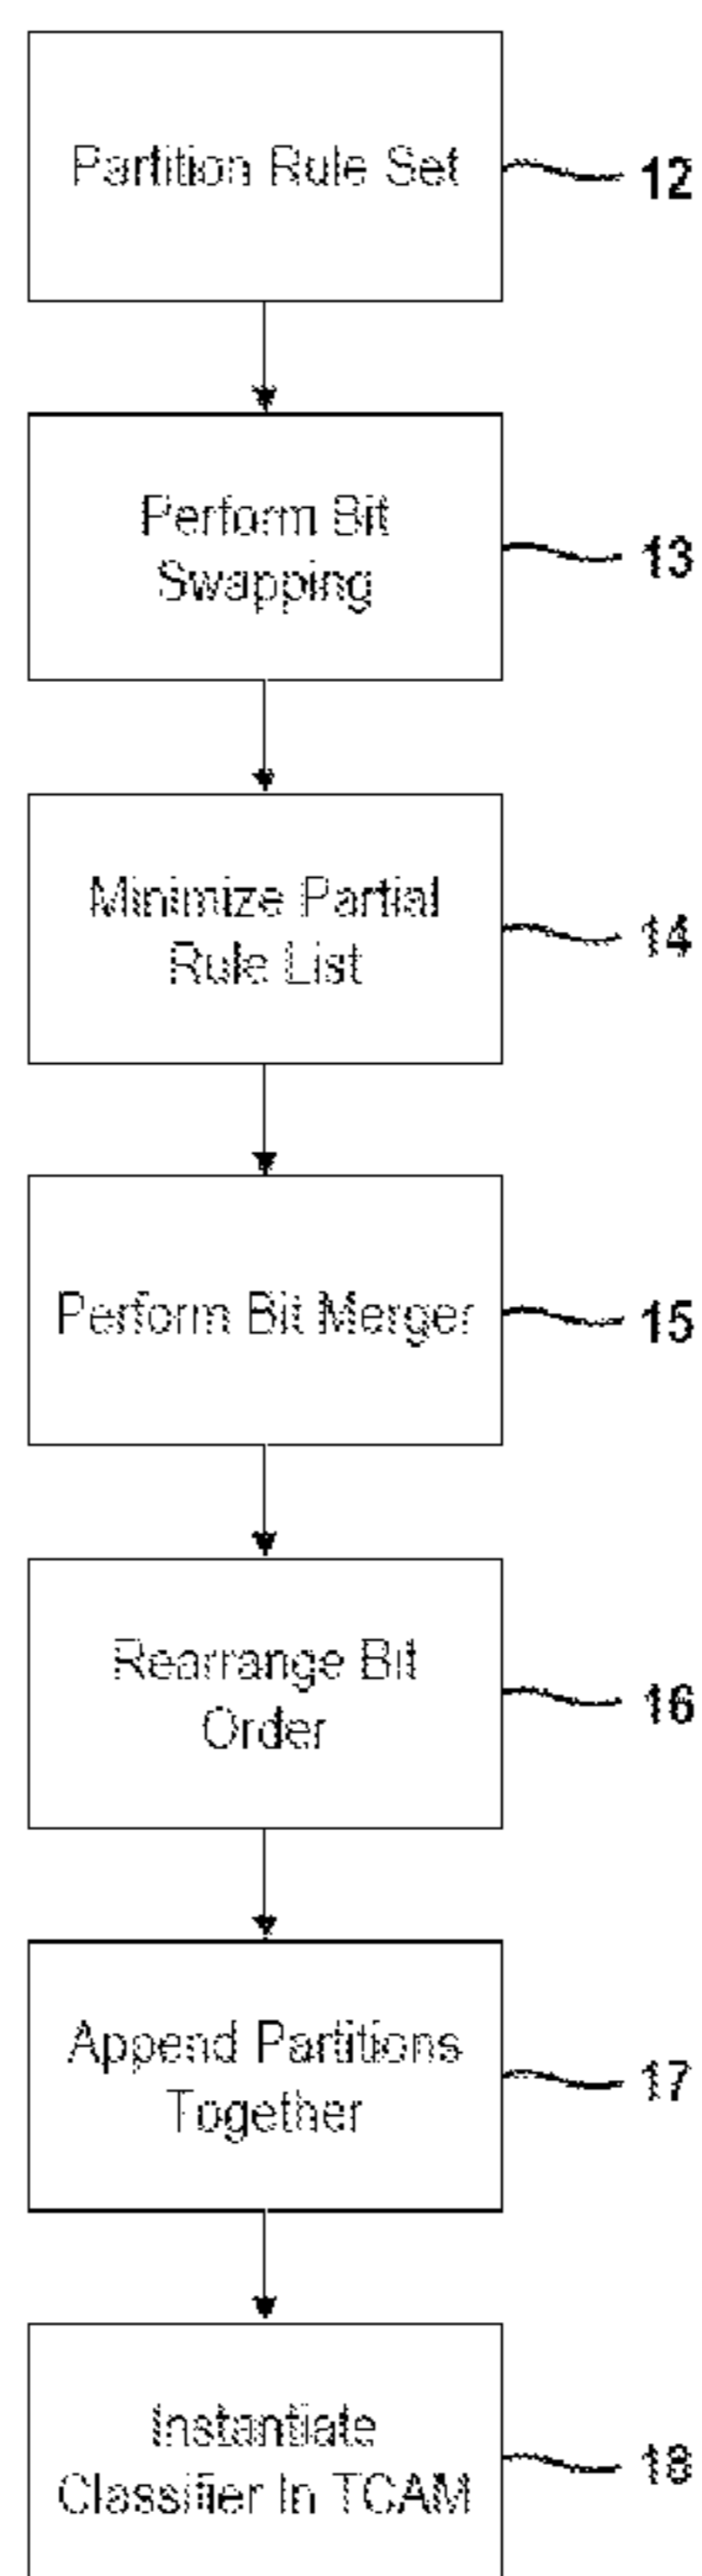 Partition Rule Set
12
Perform Bit
Swapping
13
Minimize Partial
Rule List
14
Perform Bit Merger
15
Rearrange Bit
Order
16
Append Partitions
Together
17
Instantiate
Classifier In TCAM
18